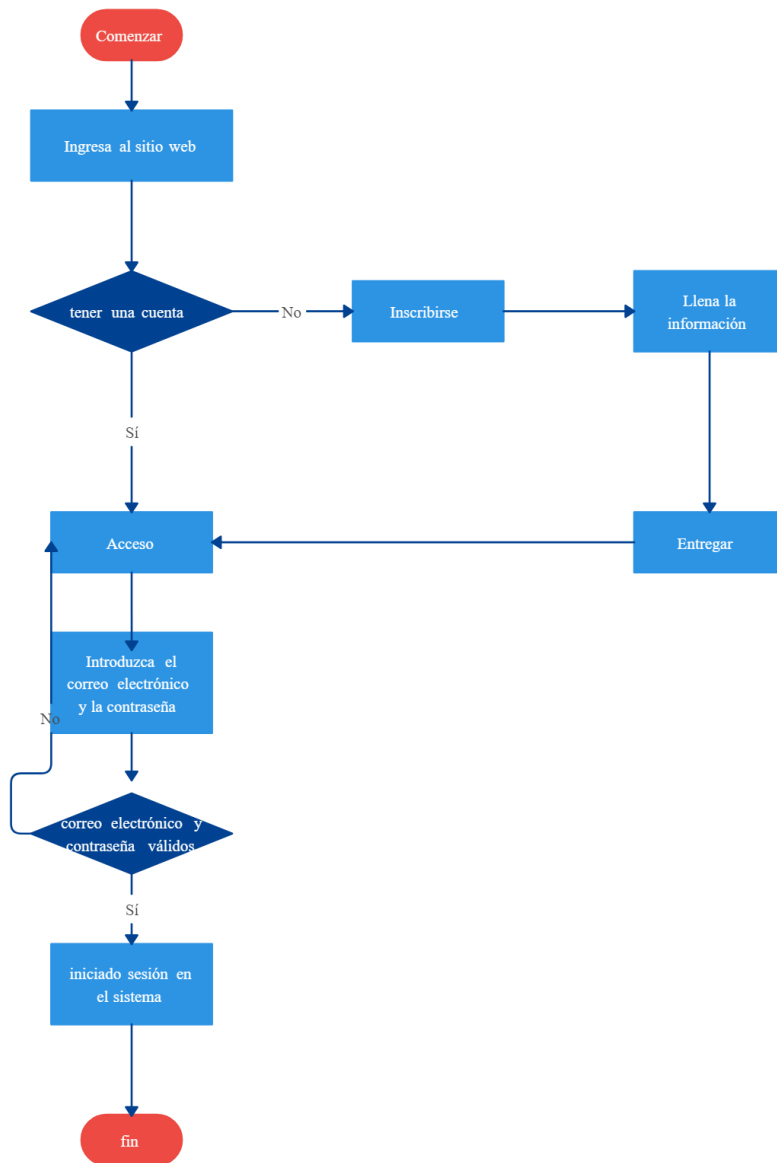 Comenzar
Ingresa al sitio web
tener una cuenta
No
Inscribirse
Llena la
información
Sí
Acceso
Entregar
Introduzca el
correo electrónico
y la contraseña
No
correo electrónico y
contraseña válidos
Sí
iniciado sesión en
el sistema
fin